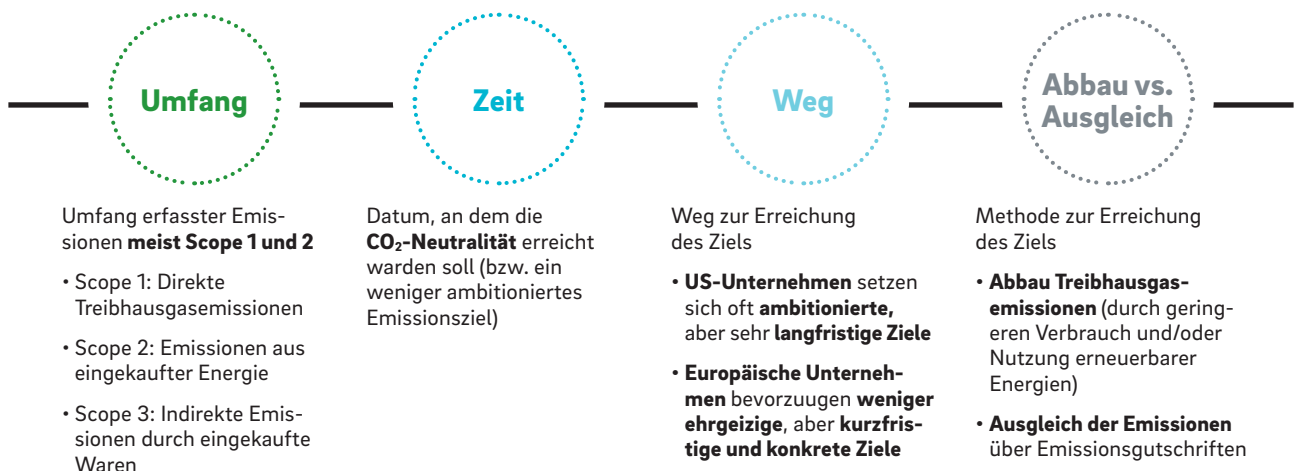 Umfang
Umfang erfasster Emis-
sionen meist Scope 1 und 2
• Scope 1: Direkte
Treibhausgasemissionen
• Scope 2: Emissionen aus
eingekaufter Energie
• Scope 3: Indirekte Emis-
sionen durch eingekaufte
Waren
Zeit
Datum, an dem die
CO₂-Neutralität erreicht
warden soll (bzw. ein
weniger ambitioniertes
Emissionsziel)
Weg
Weg zur Erreichung
des Ziels
• US-Unternehmen setzen
sich oft ambitionierte,
aber sehr langfristige Ziele
• Europäische Unterneh-
men bevorzuugen weniger
ehrgeizige, aber kurzfris-
tige und konkrete Ziele
Abbau vs.
Ausgleich
Methode zur Erreichung
des Ziels
• Abbau Treibhausgas-
emissionen (durch gering-
eren Verbrauch und/oder
Nutzung erneuerbarer
Energien)
• Ausgleich der Emissionen
über Emissionsgutschriften